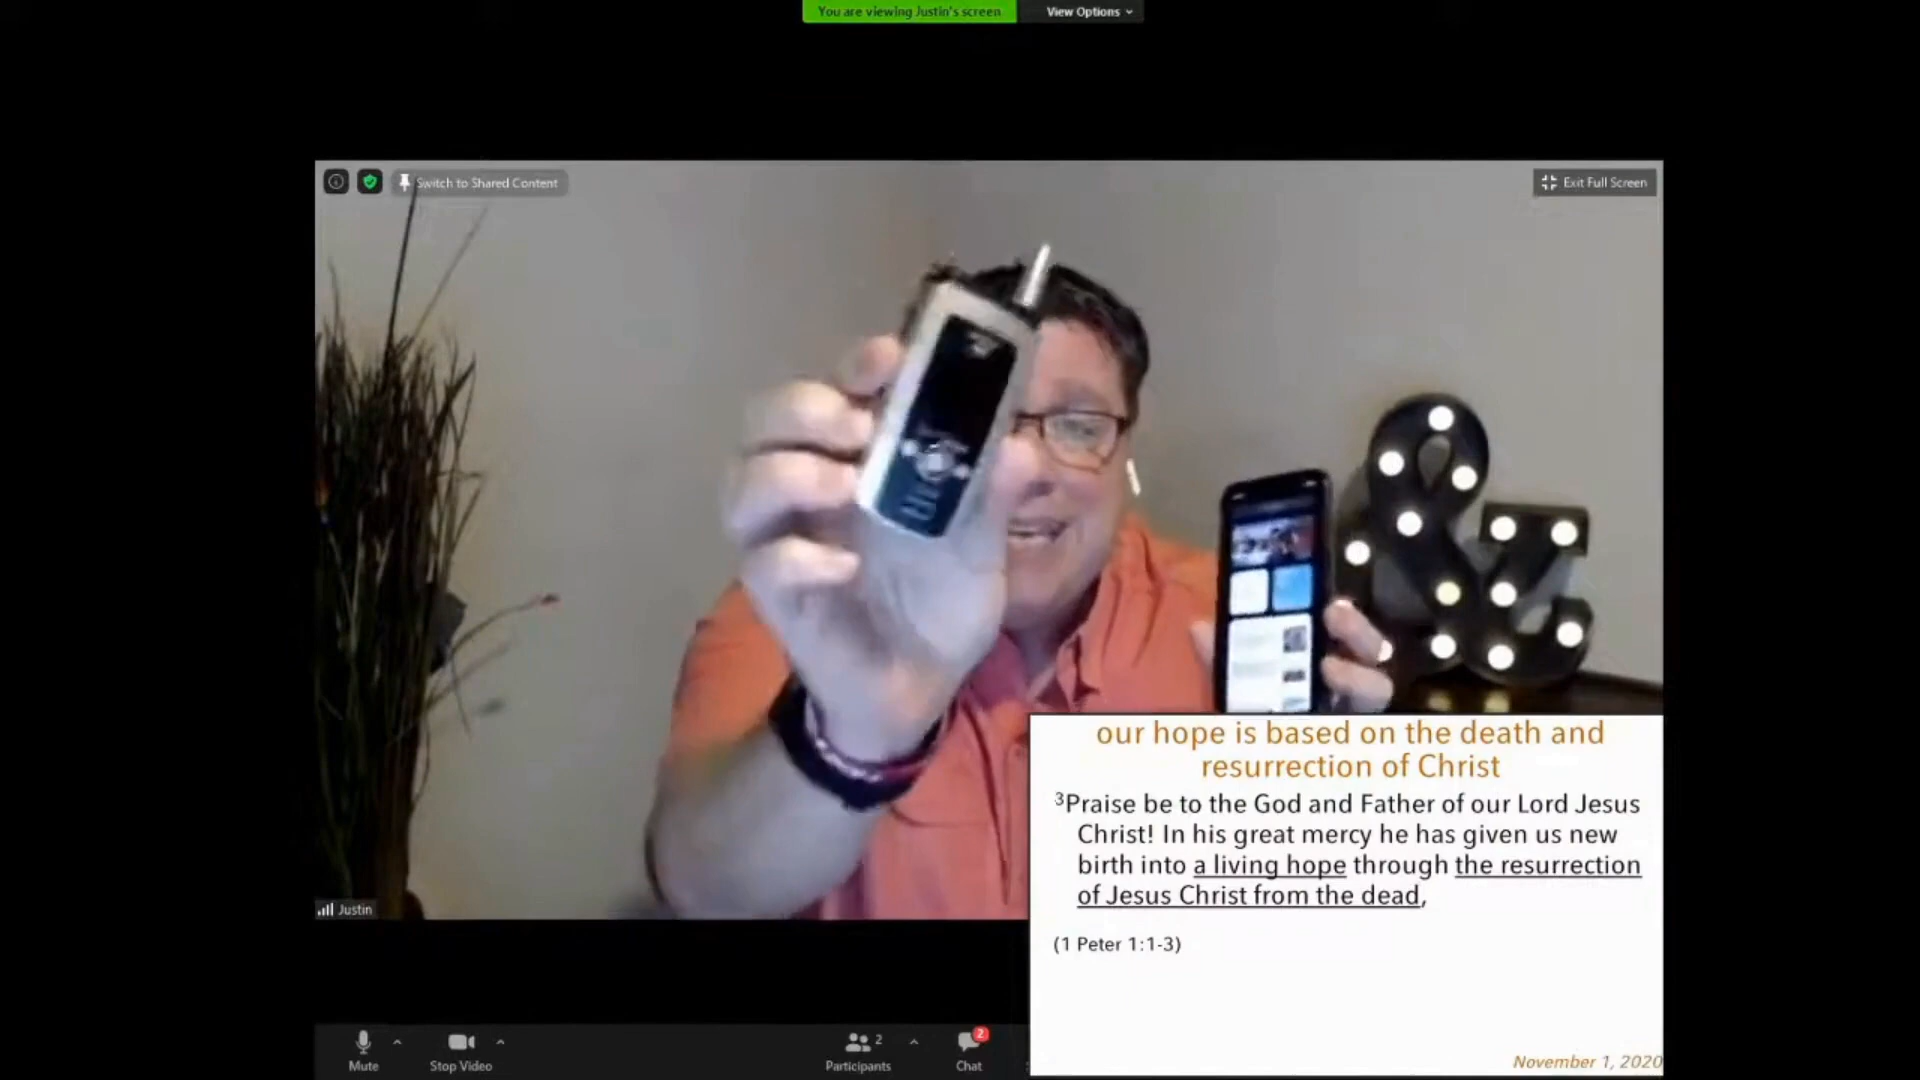 You are viewing Justin's screen
View Options
Switch to Shared Content
Exit Full Screen
our hope is based on the death and
resurrection of Christ
3Praise be to the God and Father of our Lord Jesus
Christ! In his great mercy he has given us new
birth into a living hope through the resurrection
of Jesus Christ from the dead,
Justin
(1 Peter 1:1-3)
2
2
Mute
Stop Video
Participants
Chat
November 1, 2020